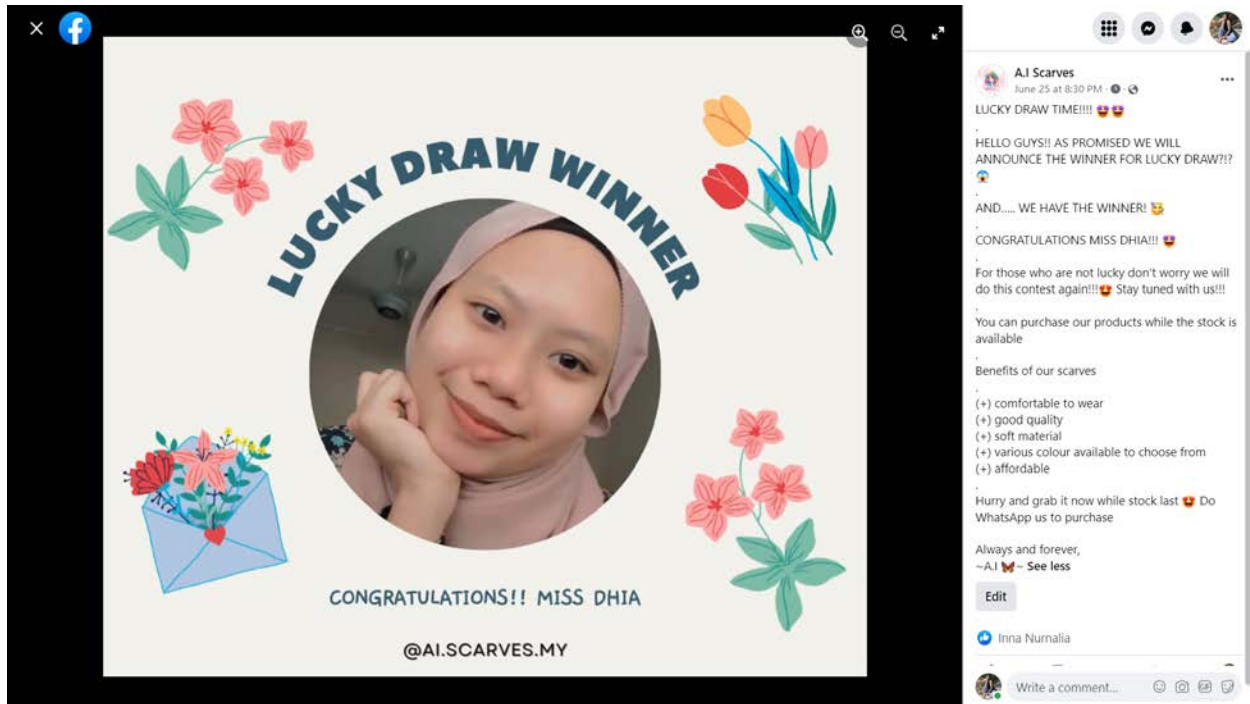 LUCKY DRAW WINNER
CONGRATULATIONS!! MISS DHIA
@AI.SCARVES.MY
A.I Scarves
June 25 at 8:30 PM ·
LUCKY DRAW TIME!!!! 🤩🤩
.
HELLO GUYS!! AS PROMISED WE WILL
ANNOUNCE THE WINNER FOR LUCKY DRAW?!?
😱
.
AND..... WE HAVE THE WINNER! 🥳
.
CONGRATULATIONS MISS DHIA!!! 🤩
.
For those who are not lucky don't worry we will
do this contest again!!!🤩 Stay tuned with us!!!
.
You can purchase our products while the stock is
available
.
Benefits of our scarves
.
(+) comfortable to wear
(+) good quality
(+) soft material
(+) various colour available to choose from
(+) affordable
.
Hurry and grab it now while stock last 🤩 Do
WhatsApp us to purchase
Always and forever,
~A.I 🦋~ See less
Edit
Inna Nurnalia
Write a comment...